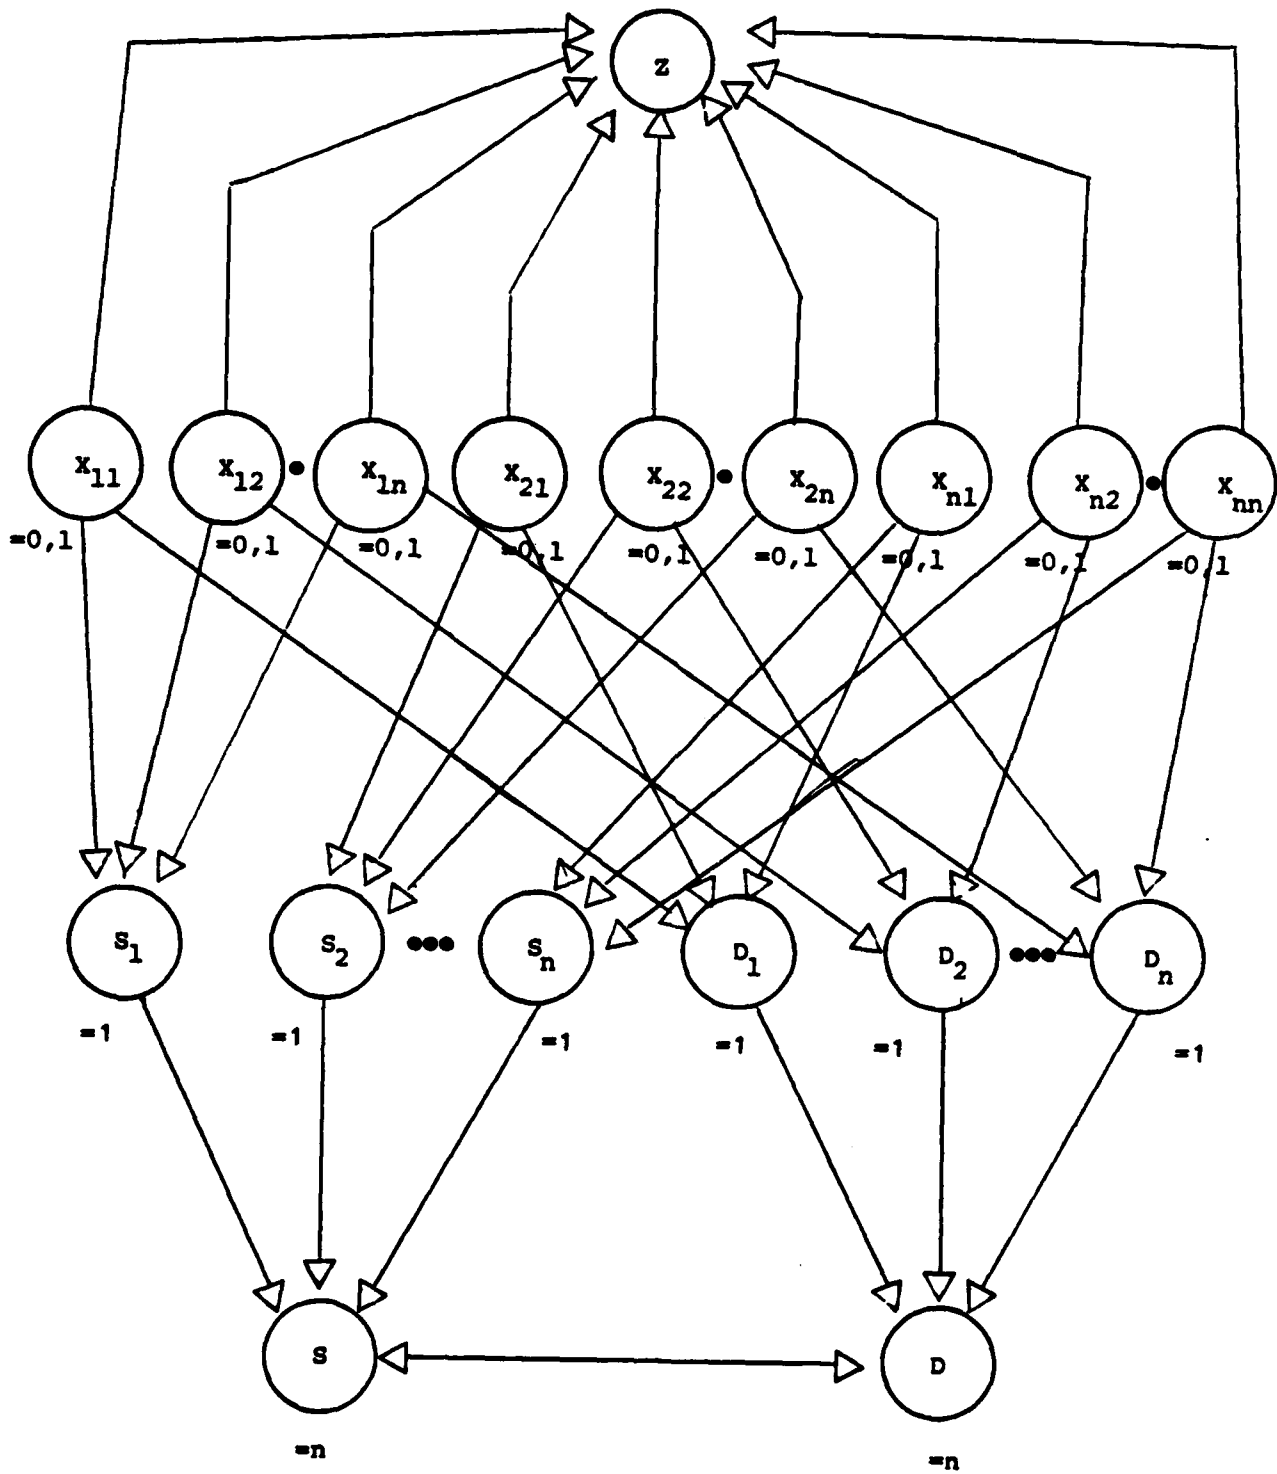 Z
X11 X12 X1n X21 X22 X2n Xn1 Xn2 Xnn
=0,1 =0,1 =0,1 =0,1 =0,1 =0,1 =0,1 =0,1 =0,1
S1 S2 Sn D1 D2 Dn
=1 =1 =1 =1 =1 =1
S D
=n =n